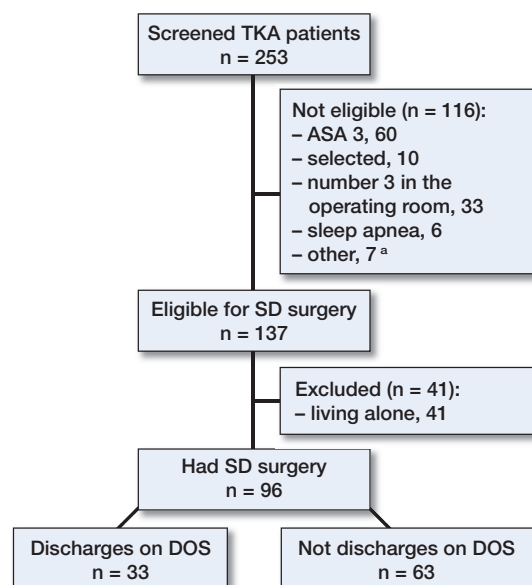 Screened TKA patients
n = 253
Not eligible (n = 116):
– ASA 3, 60
– selected, 10
– number 3 in the
operating room, 33
– sleep apnea, 6
– other, 7 a
Eligible for SD surgery
n = 137
Excluded (n = 41):
– living alone, 41
Had SD surgery
n = 96
Discharges on DOS
n = 33
Not discharges on DOS
n = 63